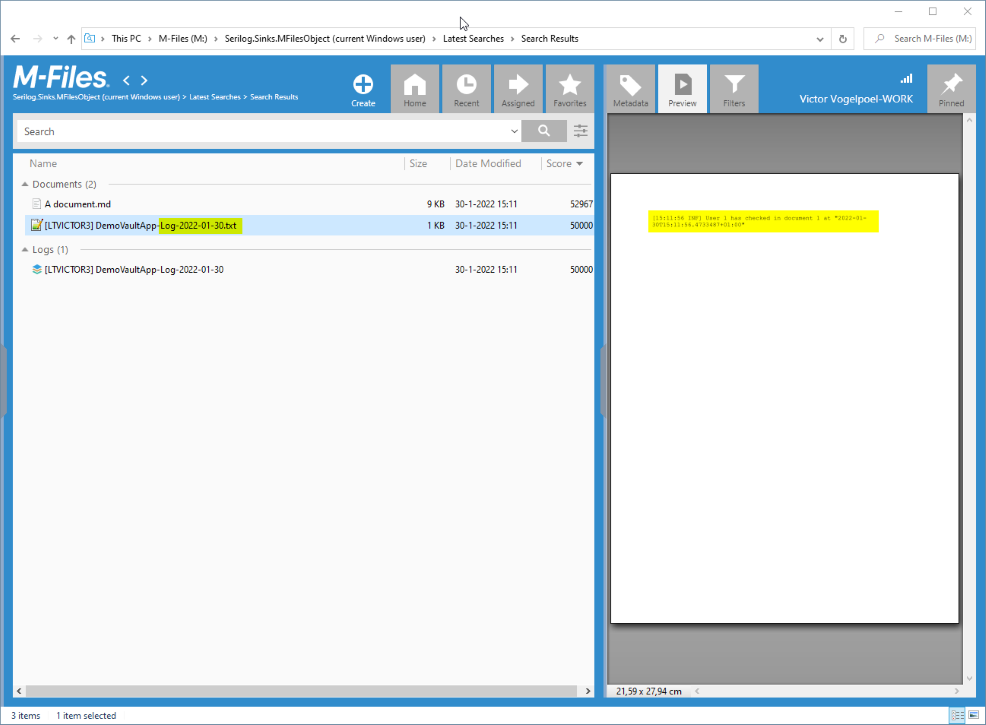 This PC > M-Files (M:) > Serilog.Sinks.MFilesObject (current Windows user) > Latest Searches > Search Results
Search M-Files (M:)
M-Files.
Serilog.Sinks.MFilesObject (current Windows user) > Latest Searches > Search Results
Create
Home
Recent
Assigned
Favorites
Metadata
Preview
Filters
Victor Vogelpoel-WORK
Pinned
Search
Name Size Date Modified Score
Documents (2)
A document.md 9 KB 30-1-2022 15:11 52967
[LTVICTOR3] DemoVaultApp-Log-2022-01-30.txt 1 KB 30-1-2022 15:11 50000
Logs (1)
[LTVICTOR3] DemoVaultApp-Log-2022-01-30 30-1-2022 15:11 50000
[15:11:56 INF] User 1 has checked in document 1 at "2022-01-
30T15:11:56.4733487+01:00"
21,59 x 27,94 cm
3 items 1 item selected